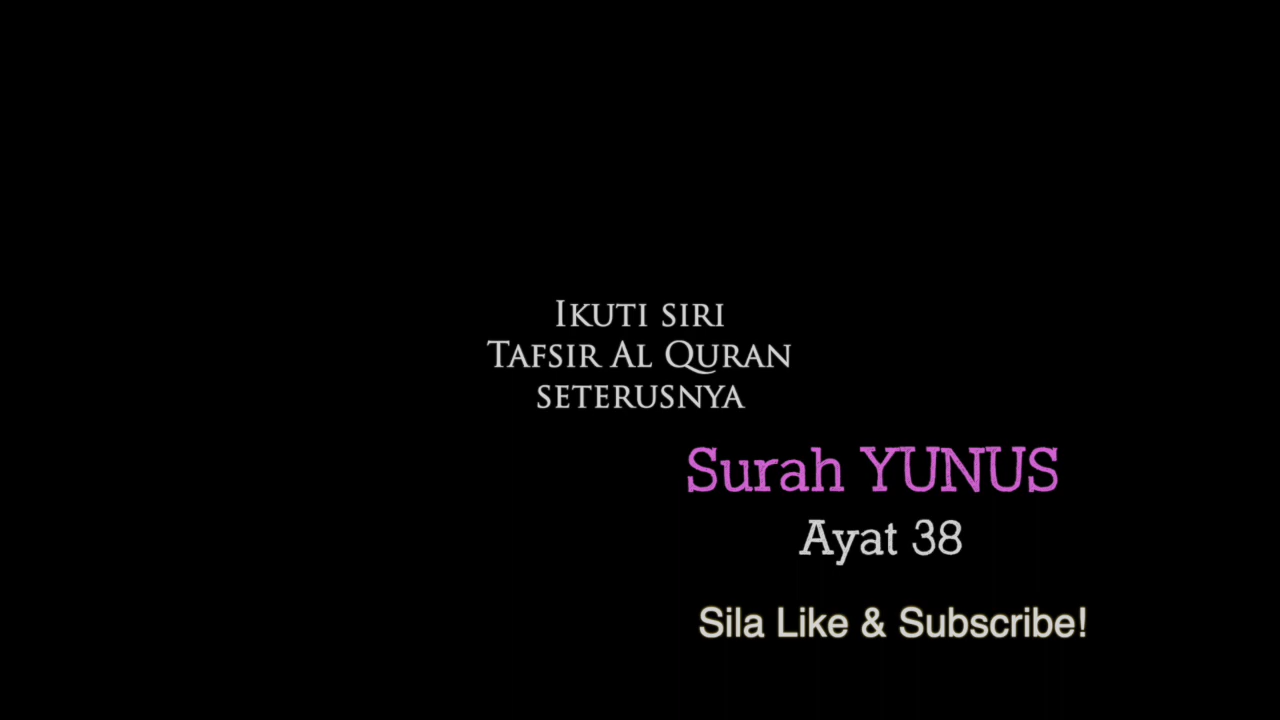 Ikuti siri
Tafsir Al Quran
seterusnya
Surah YUNUS
Ayat 38
Sila Like & Subscribe!